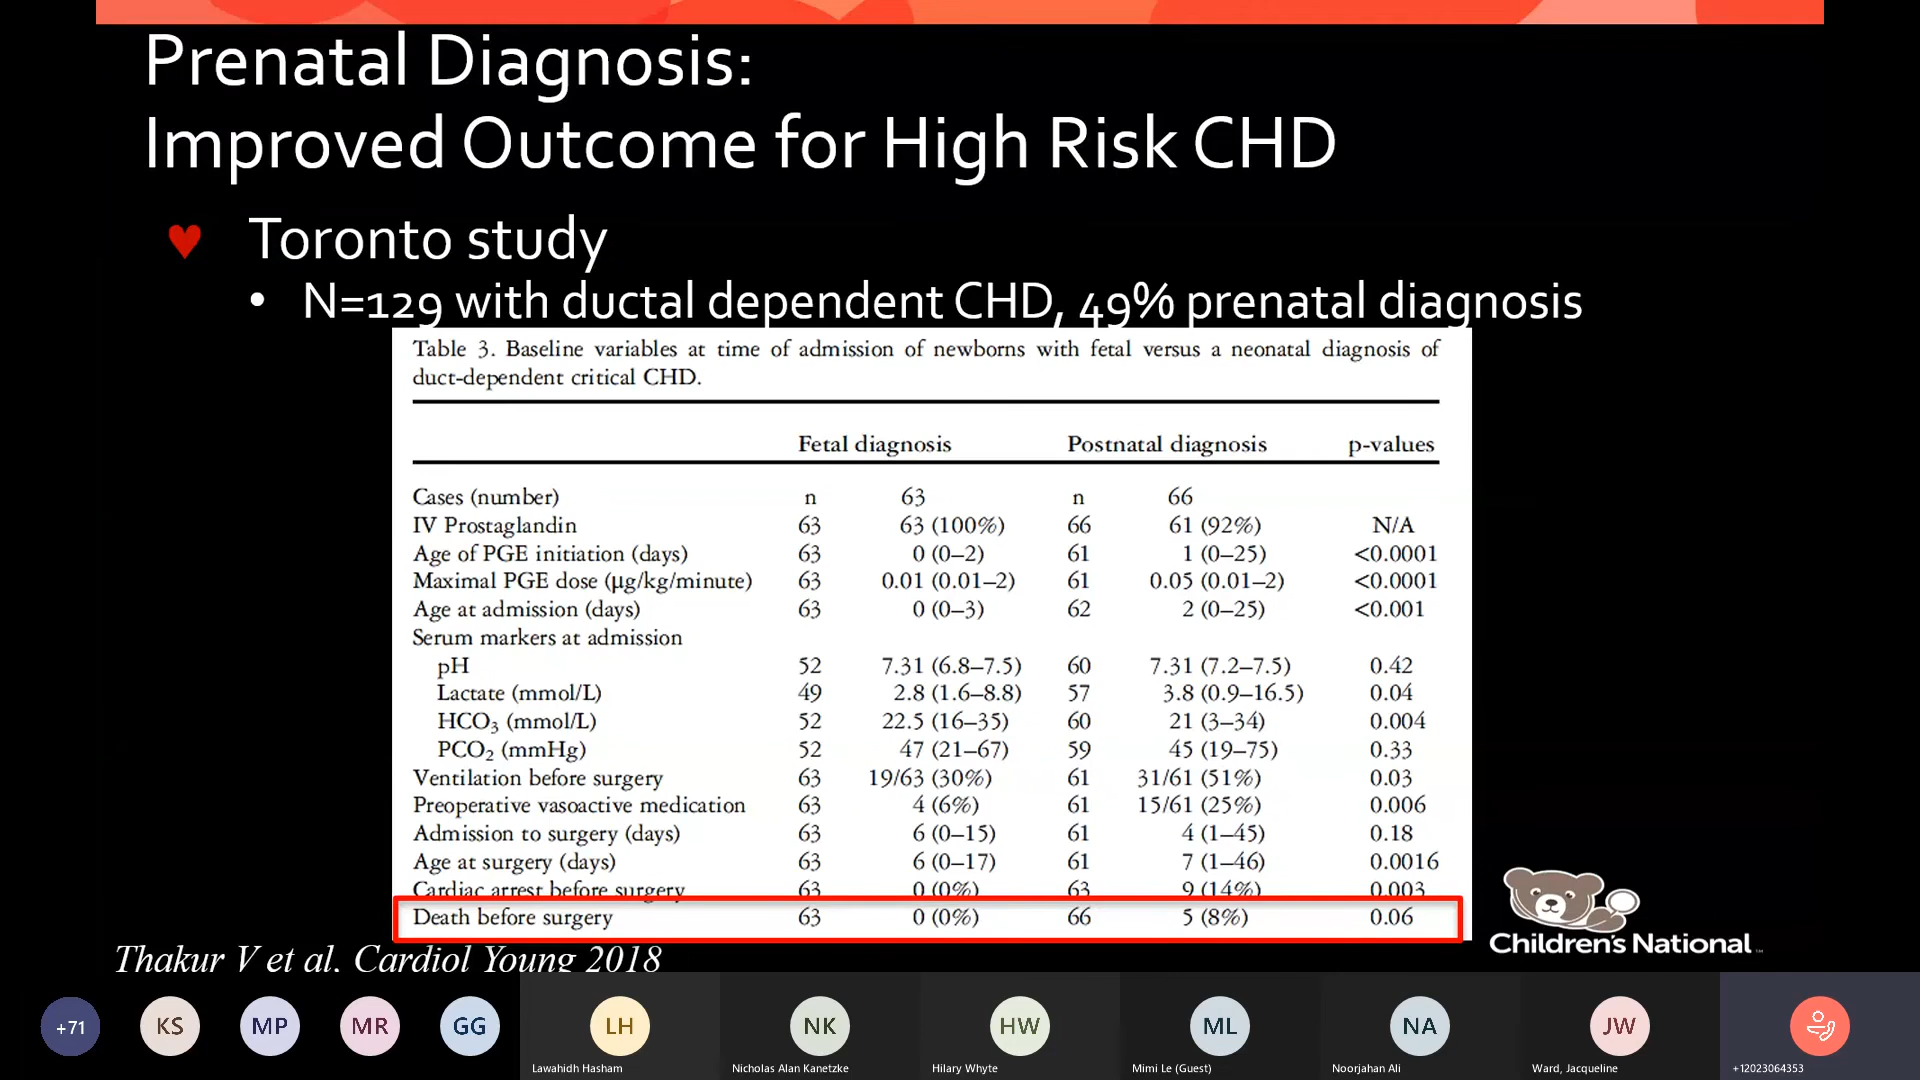 Prenatal Diagnosis:
Improved Outcome for High Risk CHD
♥ Toronto study
• N=129 with ductal dependent CHD, 49% prenatal diagnosis
Table 3. Baseline variables at time of admission of newborns with fetal versus a neonatal diagnosis of
duct-dependent critical CHD.
Fetal diagnosis Postnatal diagnosis p-values
Cases (number) n 63 n 66
IV Prostaglandin 63 63 (100%) 66 61 (92%) N/A
Age of PGE initiation (days) 63 0 (0–2) 61 1 (0–25) <0.0001
Maximal PGE dose (μg/kg/minute) 63 0.01 (0.01–2) 61 0.05 (0.01–2) <0.0001
Age at admission (days) 63 0 (0–3) 62 2 (0–25) <0.001
Serum markers at admission
pH 52 7.31 (6.8–7.5) 60 7.31 (7.2–7.5) 0.42
Lactate (mmol/L) 49 2.8 (1.6–8.8) 57 3.8 (0.9–16.5) 0.04
HCO₃ (mmol/L) 52 22.5 (16–35) 60 21 (3–34) 0.004
PCO₂ (mmHg) 52 47 (21–67) 59 45 (19–75) 0.33
Ventilation before surgery 63 19/63 (30%) 61 31/61 (51%) 0.03
Preoperative vasoactive medication 63 4 (6%) 61 15/61 (25%) 0.006
Admission to surgery (days) 63 6 (0–15) 61 4 (1–45) 0.18
Age at surgery (days) 63 6 (0–17) 61 7 (1–46) 0.0016
Cardiac arrest before surgery 63 0 (0%) 63 9 (14%) 0.003
Death before surgery 63 0 (0%) 66 5 (8%) 0.06
Children's National
Thakur V et al. Cardiol Young 2018
+71 KS MP MR GG LH NK HW ML NA JW
Lawahidh Hasham Nicholas Alan Kanetzke Hilary Whyte Mimi Le (Guest) Noorjahan Ali Ward, Jacqueline +12023064353